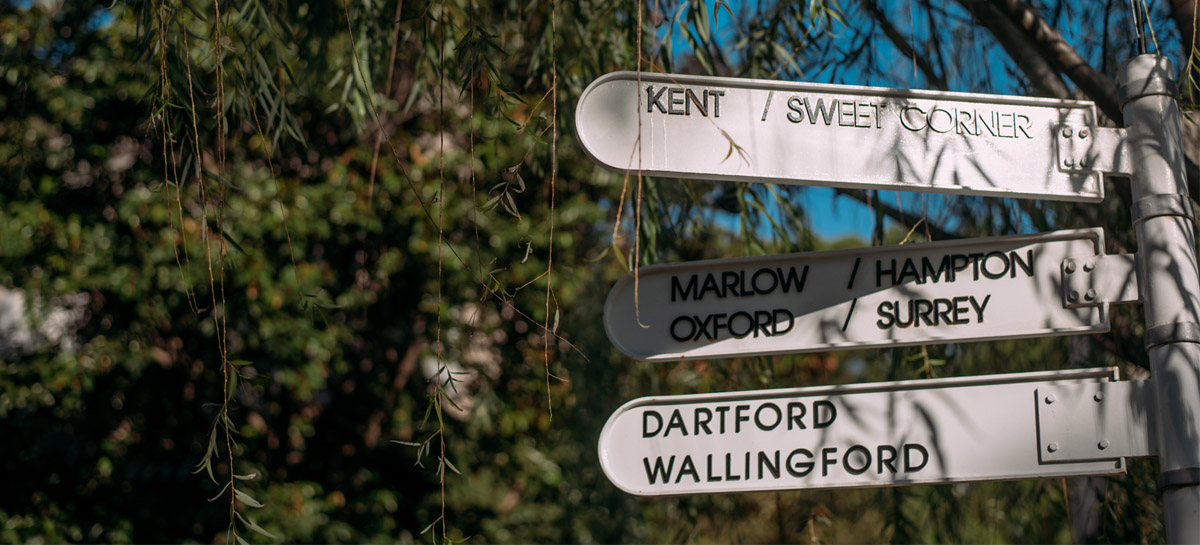 KENT / SWEET CORNER
MARLOW / HAMPTON
OXFORD / SURREY
DARTFORD
WALLINGFORD